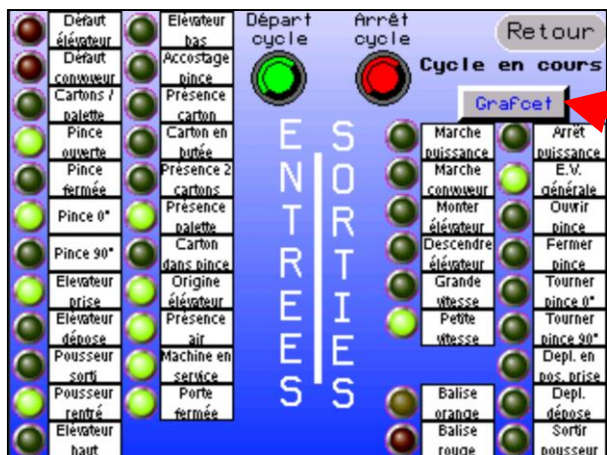 Défaut
élévateur
Défaut
convoyeur
Cartons /
palette
Pince
ouverte
Pince
fermée
Pince 0°
Pince 90°
Elevateur
prise
Elévateur
dépose
Pousseur
sorti
Pousseur
rentré
Elévateur
haut
Elévateur
bas
Accostage
pince
Présence
carton
Carton en
butée
Présence 2
cartons
Présence
palette
Carton
dans pince
Origine
élévateur
Présence
air
Machine en
service
Porte
fermée
Départ
cycle
Arrêt
cycle
Retour
Cycle en cours
Grafcet
ENTREES
SORTIES
Marche
puissance
Marche
convoyeur
Monter
élévateur
Descendre
élévateur
Grande
vitesse
Petite
vitesse
Balise
orange
Balise
rouge
Arrêt
puissance
E.V.
générale
Ouvrir
pince
Fermer
pince
Tourner
pince 0°
Tourner
pince 90°
Depl. en
pos. prise
Depl.
dépose
Sortir
pousseur